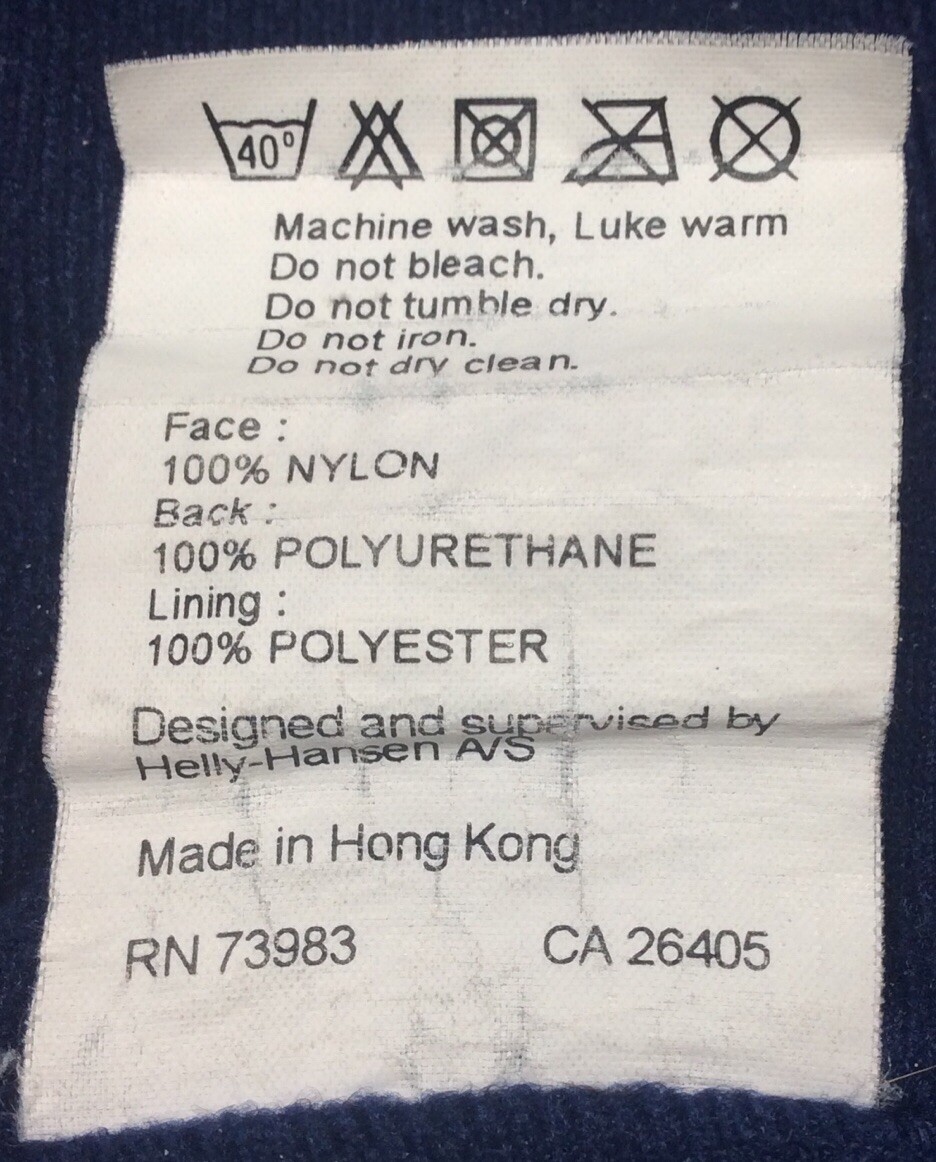 40°
Machine wash, Luke warm
Do not bleach.
Do not tumble dry.
Do not iron.
Do not dry clean.
Face :
100% NYLON
Back :
100% POLYURETHANE
Lining :
100% POLYESTER
Designed and supervised by
Helly-Hansen A/S
Made in Hong Kong
RN 73983 CA 26405